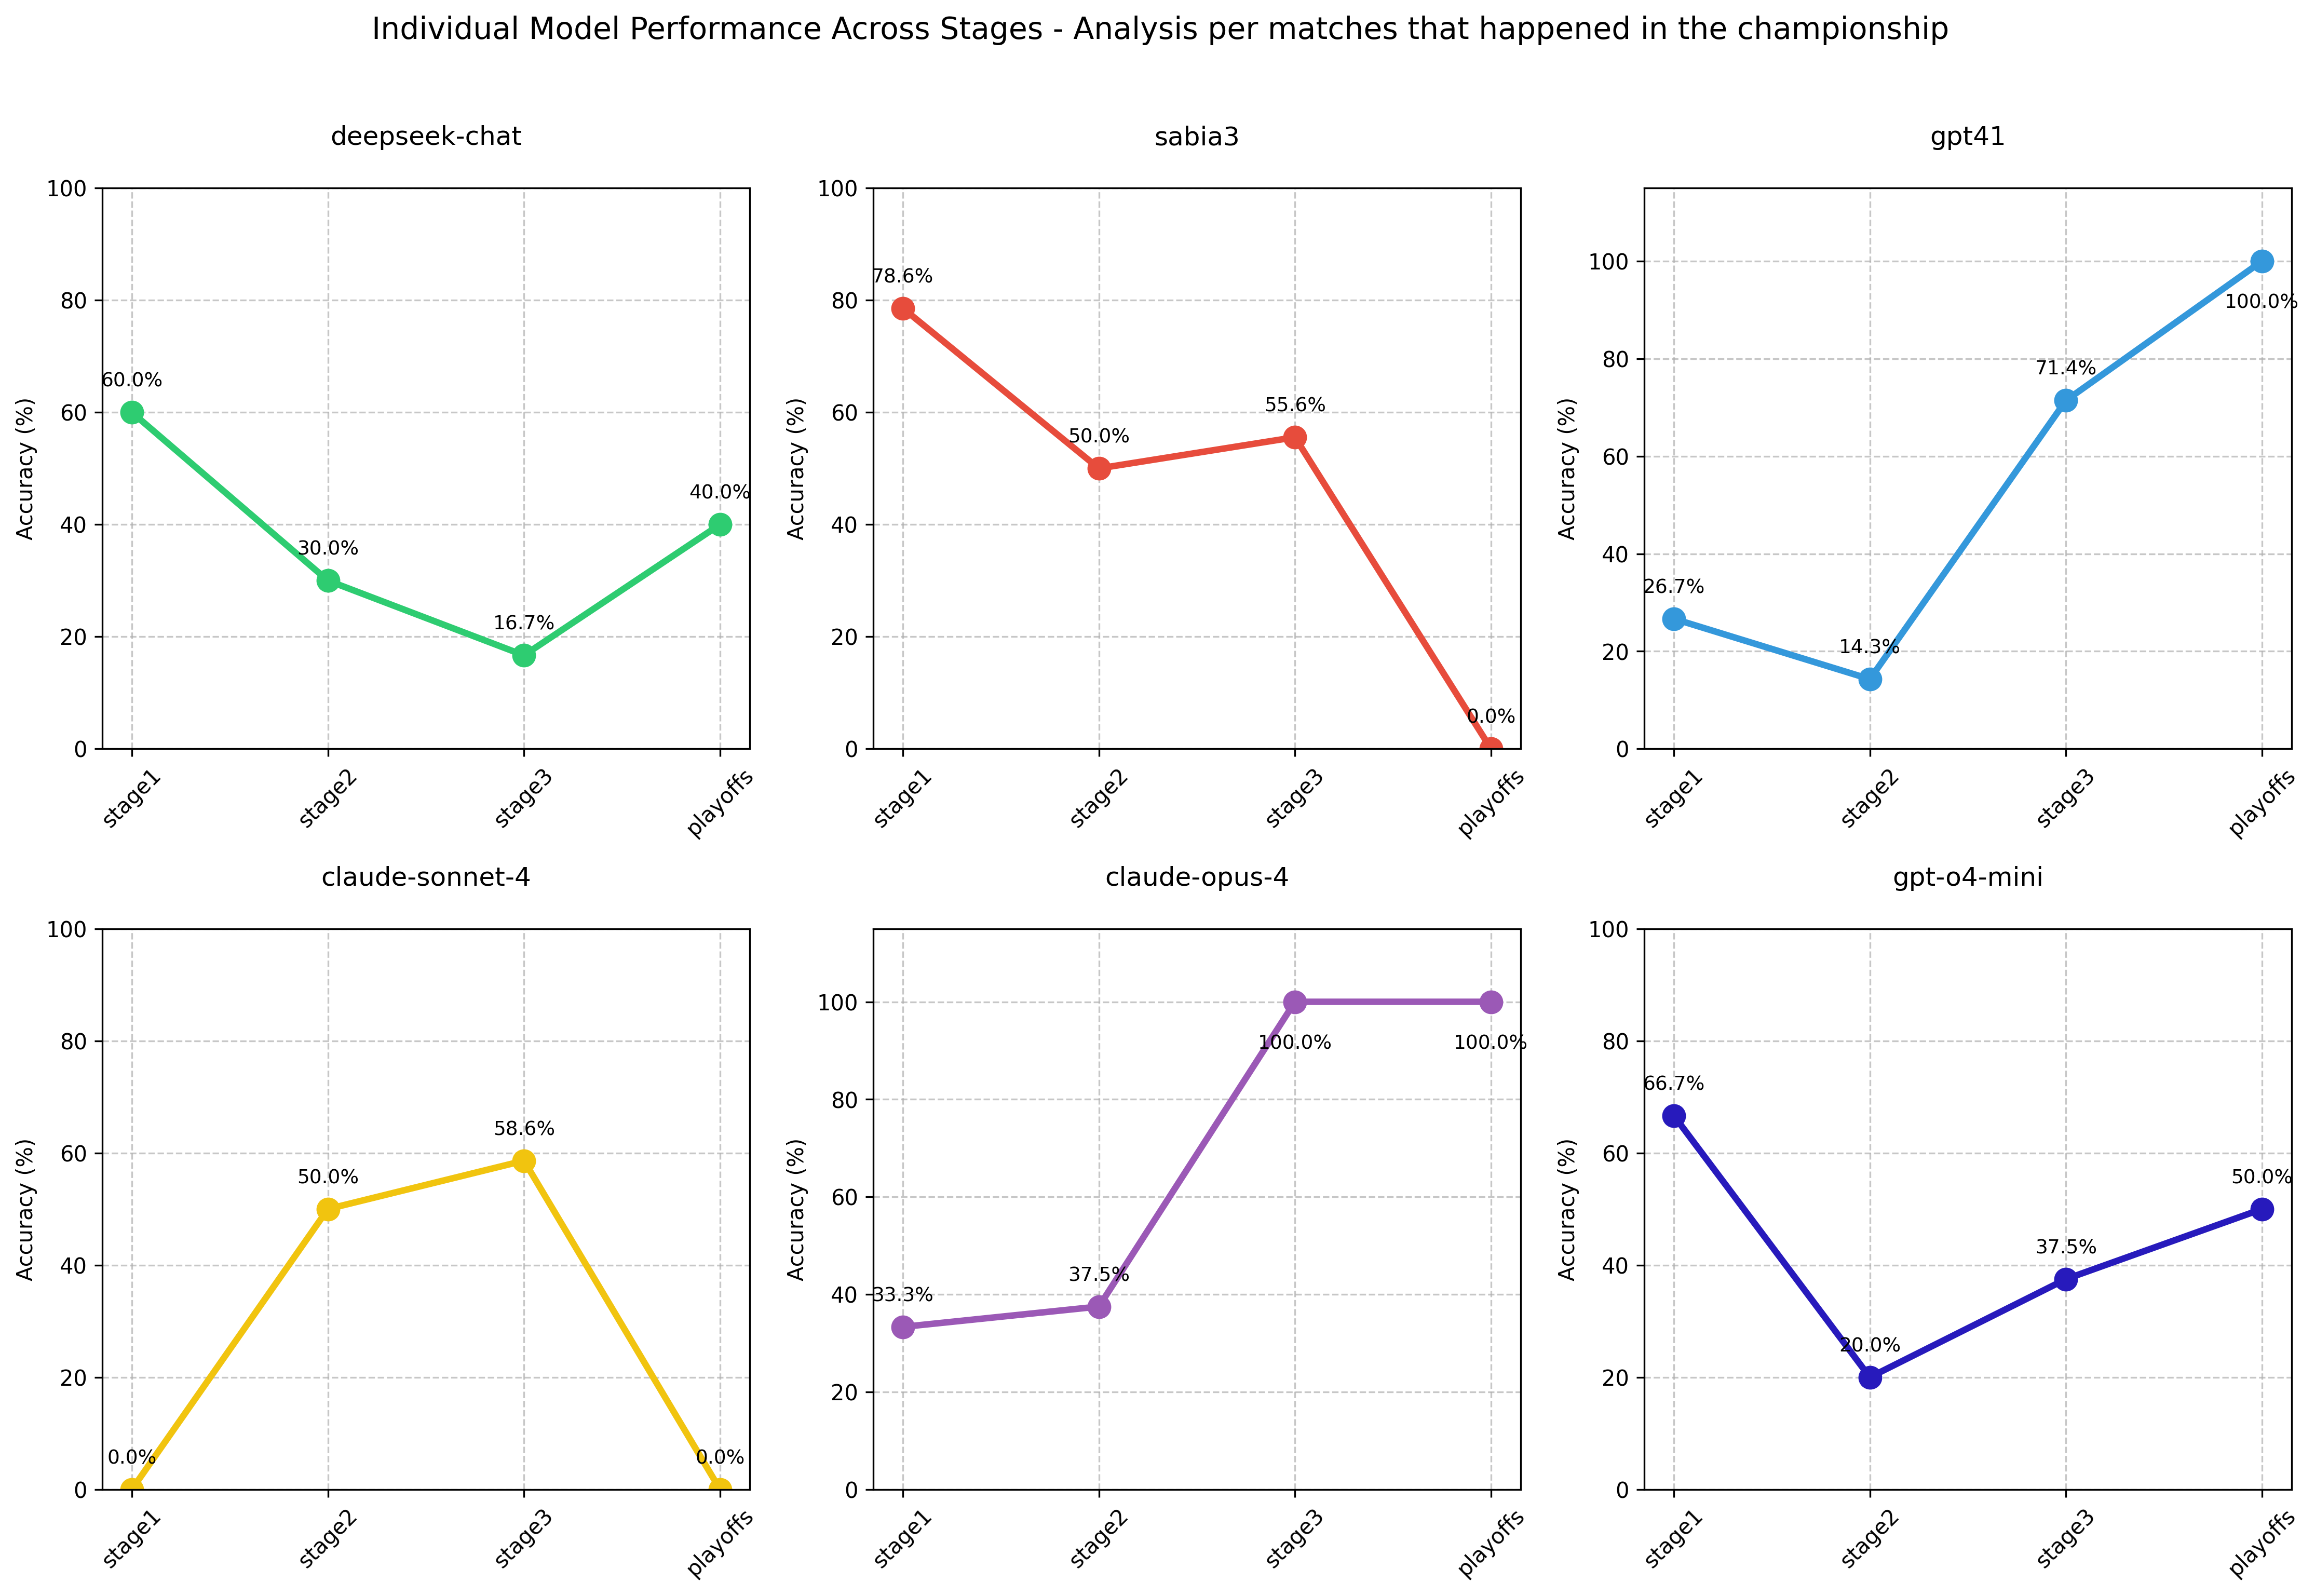 Individual Model Performance Across Stages - Analysis per matches that happened in the championship
deepseek-chat
Accuracy (%)
100
80
60
40
20
0
60.0%
30.0%
16.7%
40.0%
stage1
stage2
stage3
playoffs
sabia3
Accuracy (%)
100
80
60
40
20
0
78.6%
50.0%
55.6%
0.0%
stage1
stage2
stage3
playoffs
gpt41
Accuracy (%)
100
80
60
40
20
0
26.7%
14.3%
71.4%
100.0%
stage1
stage2
stage3
playoffs
claude-sonnet-4
Accuracy (%)
100
80
60
40
20
0
0.0%
50.0%
58.6%
0.0%
stage1
stage2
stage3
playoffs
claude-opus-4
Accuracy (%)
100
80
60
40
20
0
33.3%
37.5%
100.0%
100.0%
stage1
stage2
stage3
playoffs
gpt-o4-mini
Accuracy (%)
100
80
60
40
20
0
66.7%
20.0%
37.5%
50.0%
stage1
stage2
stage3
playoffs